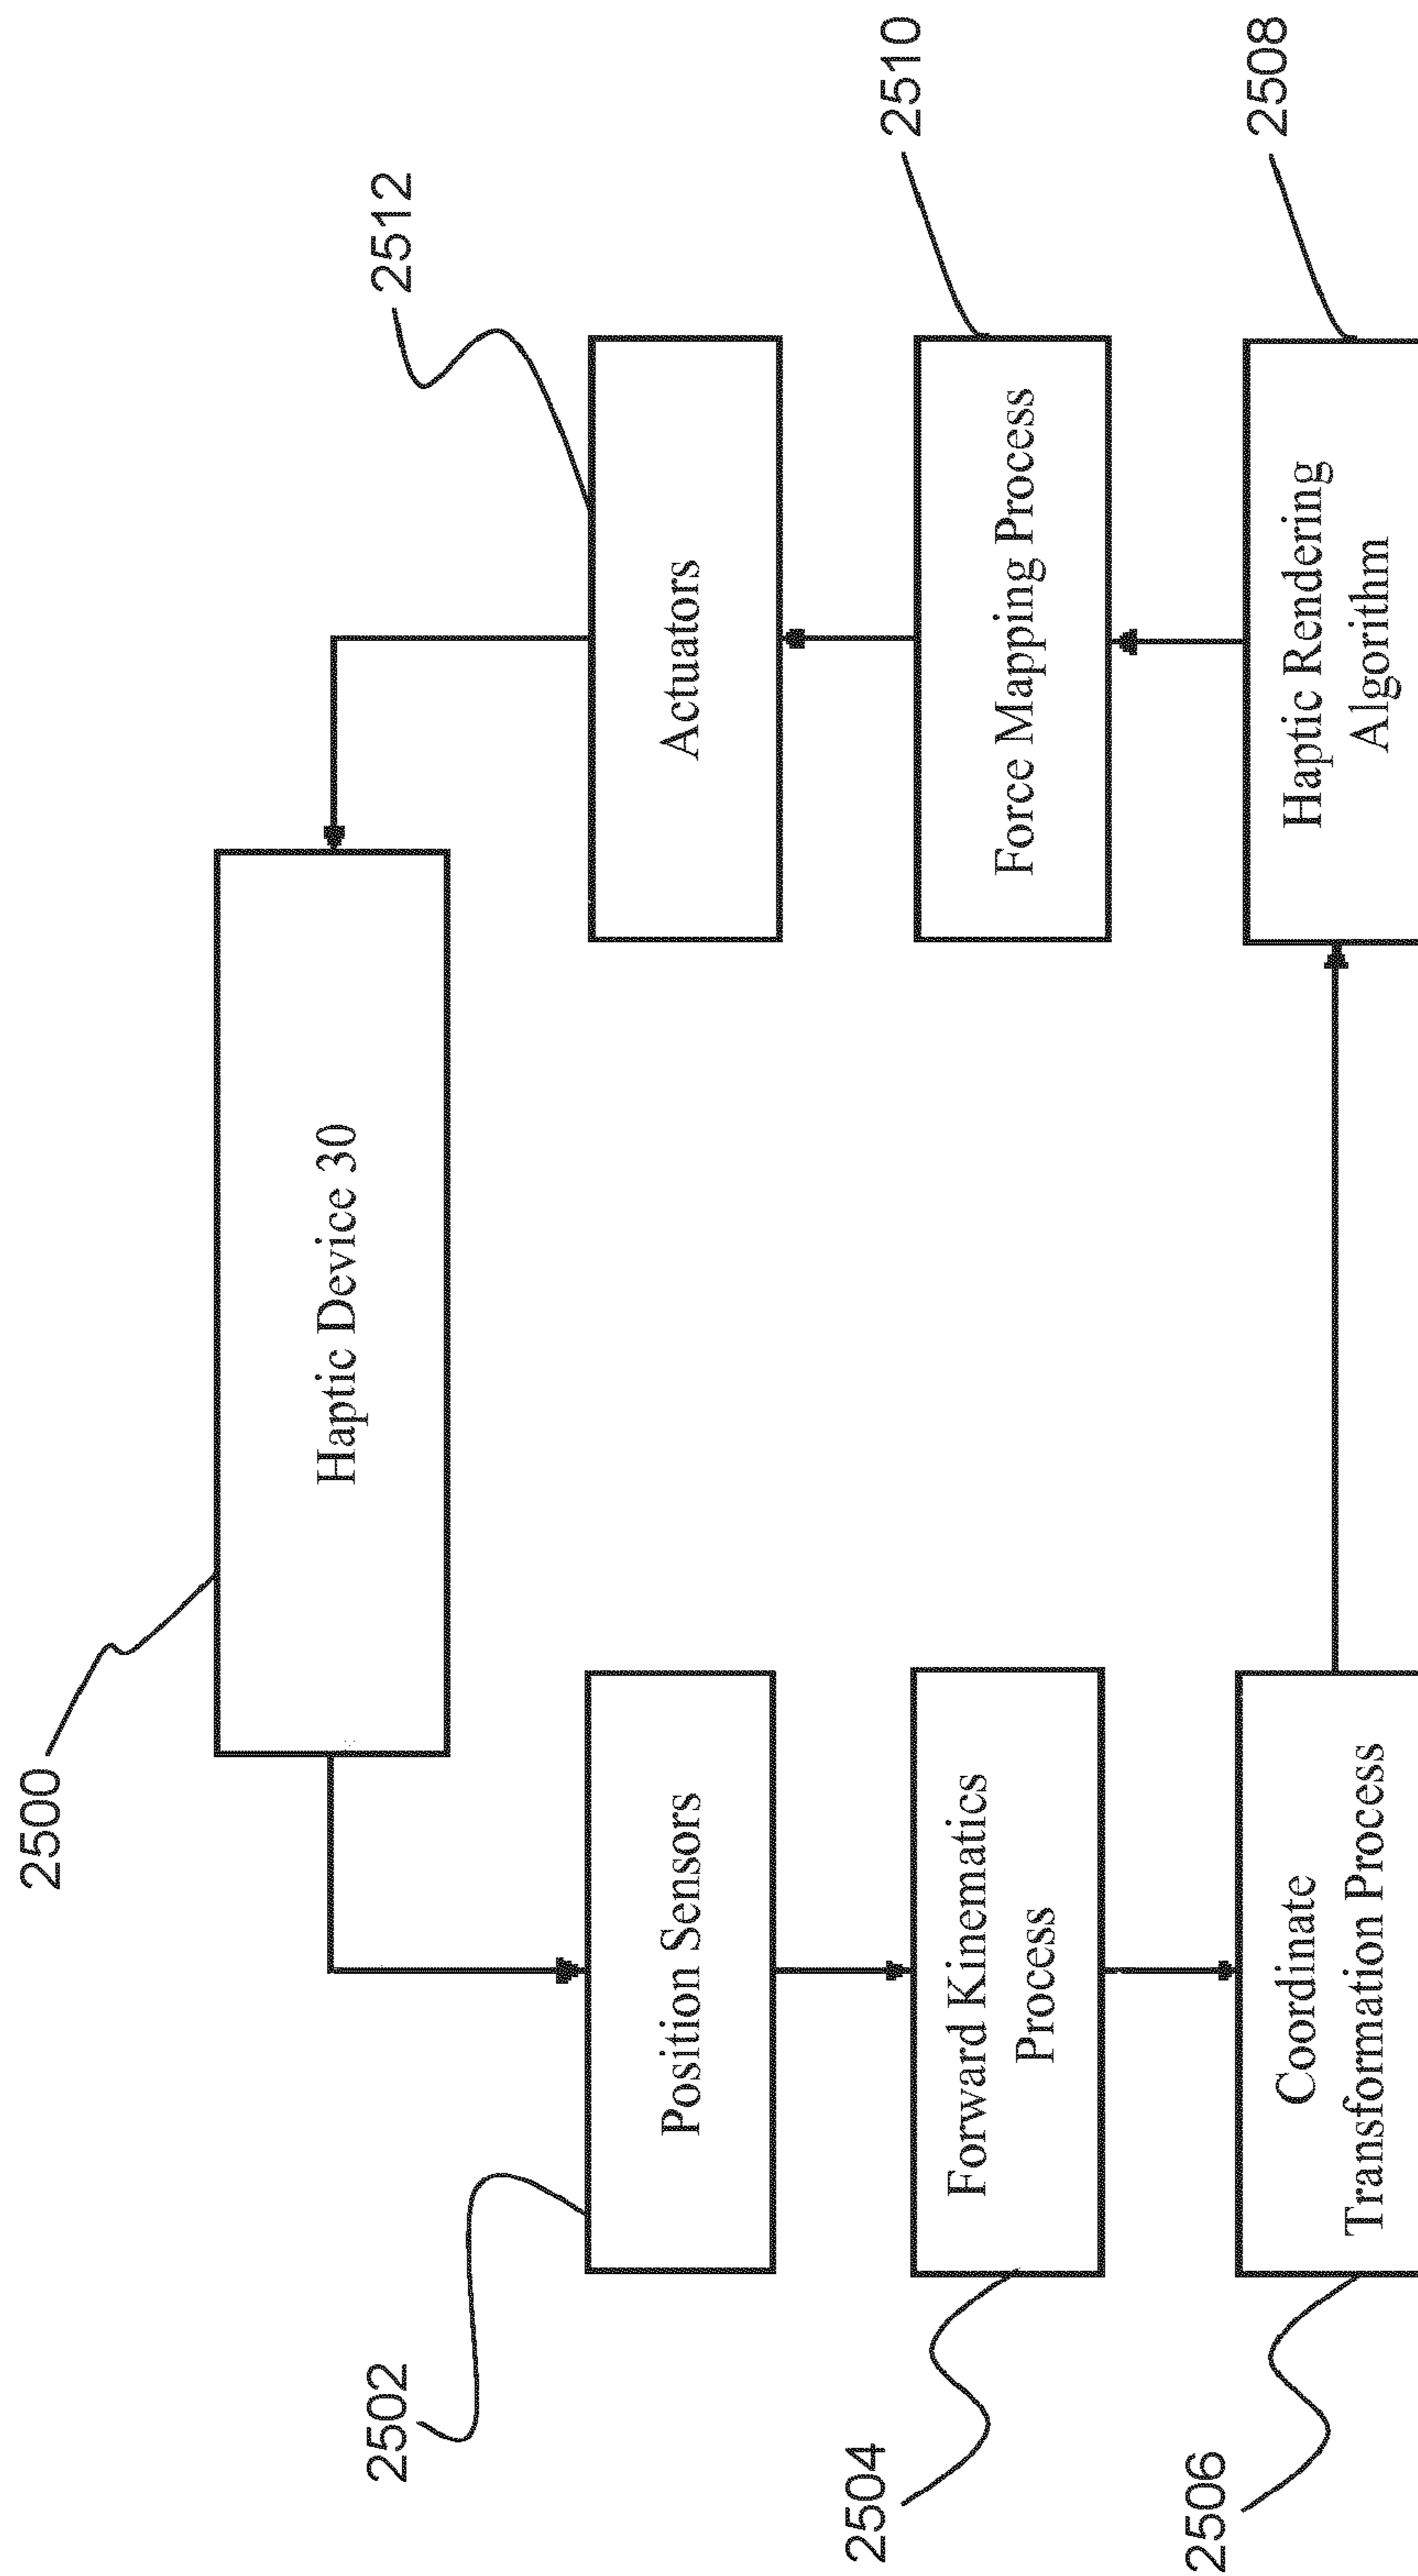 2500
Haptic Device 30
2512
2502
Position Sensors
Actuators
2504
Forward Kinematics
Process
Force Mapping Process
2510
2506
Coordinate
Transformation Process
Haptic Rendering
Algorithm
2508